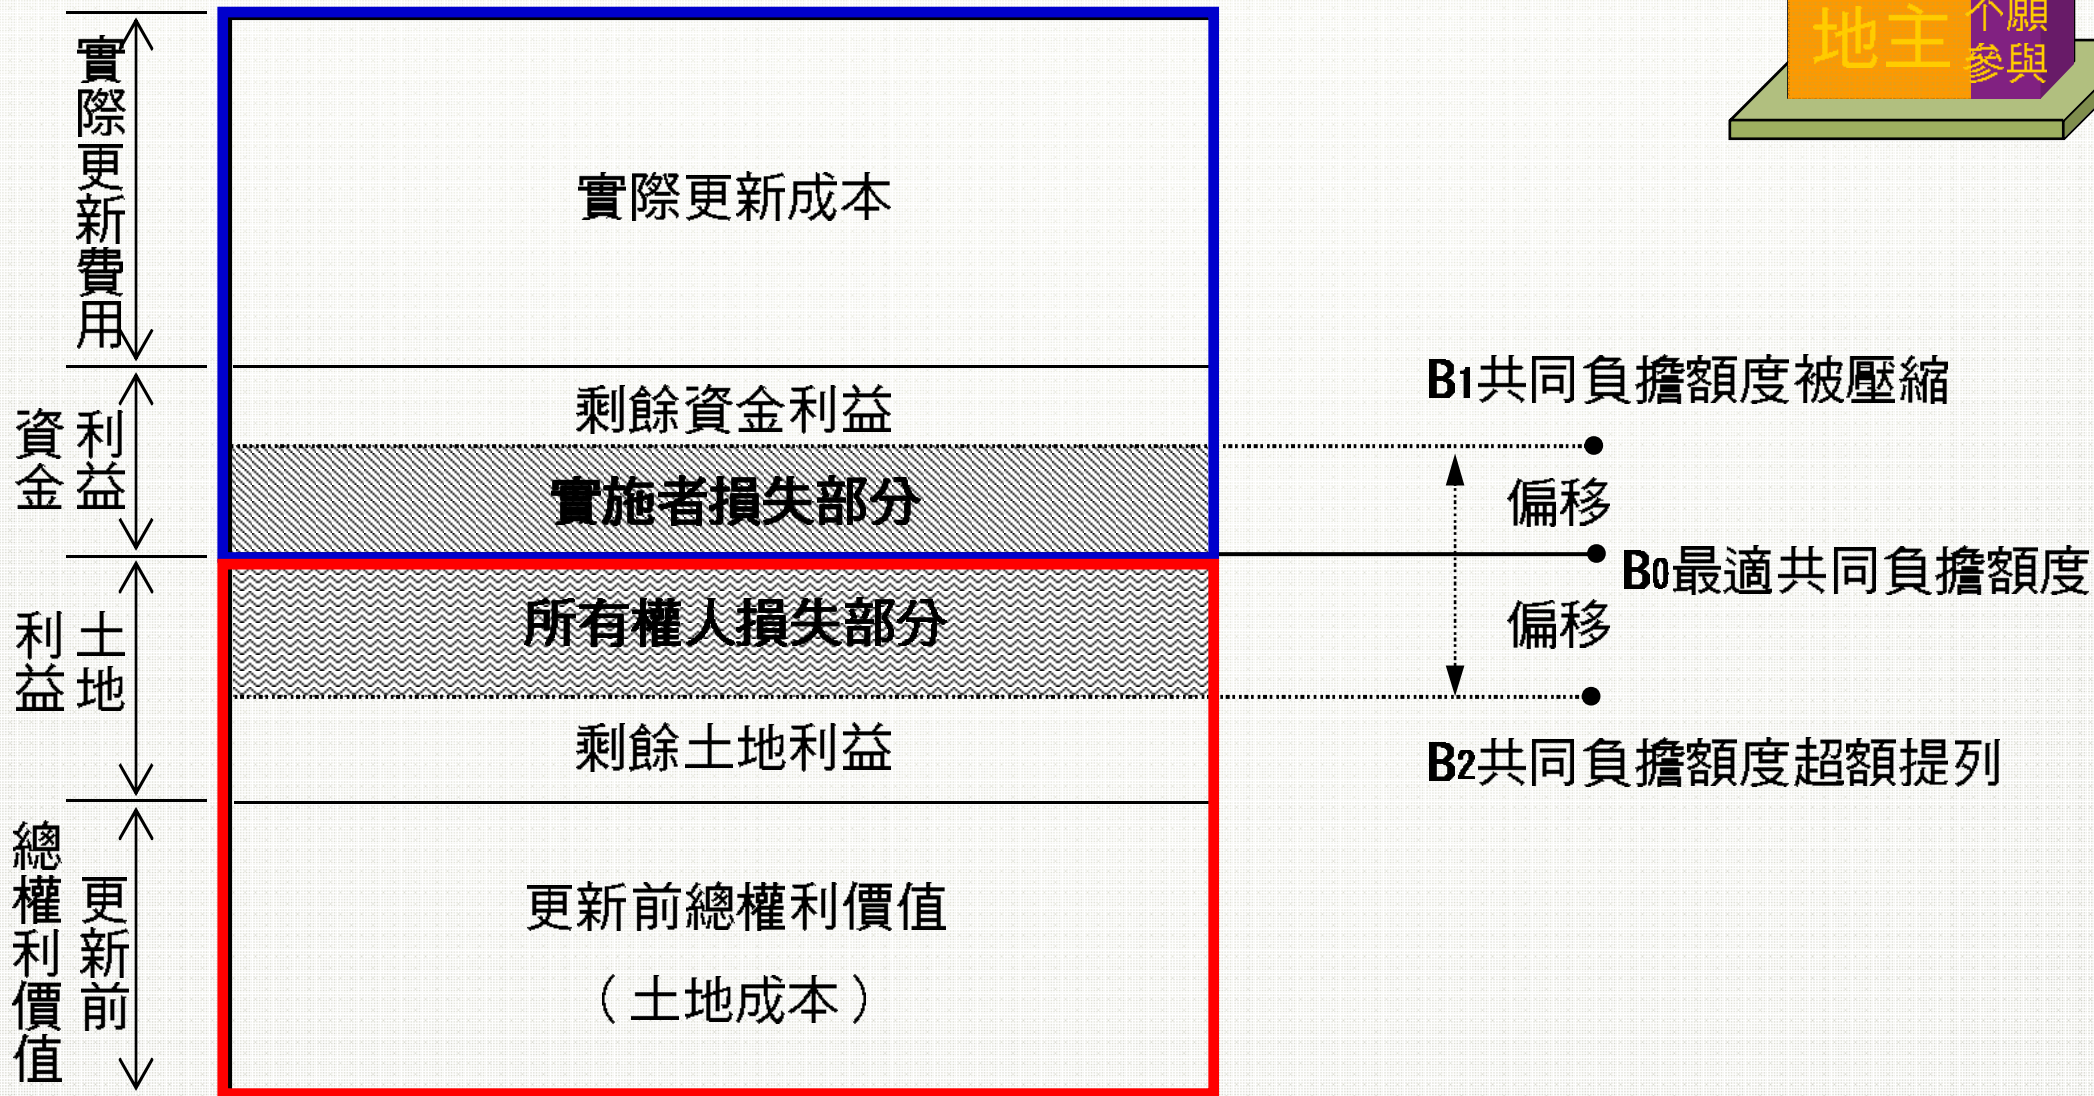 地主
不願
參與
實際更新費用
實際更新成本
資金
利益
剩餘資金利益
實施者損失部分
B1共同負擔額度被壓縮
偏移
B0最適共同負擔額度
偏移
B2共同負擔額度超額提列
利益
土地
所有權人損失部分
剩餘土地利益
總權利價值
更新前
更新前總權利價值
（土地成本）